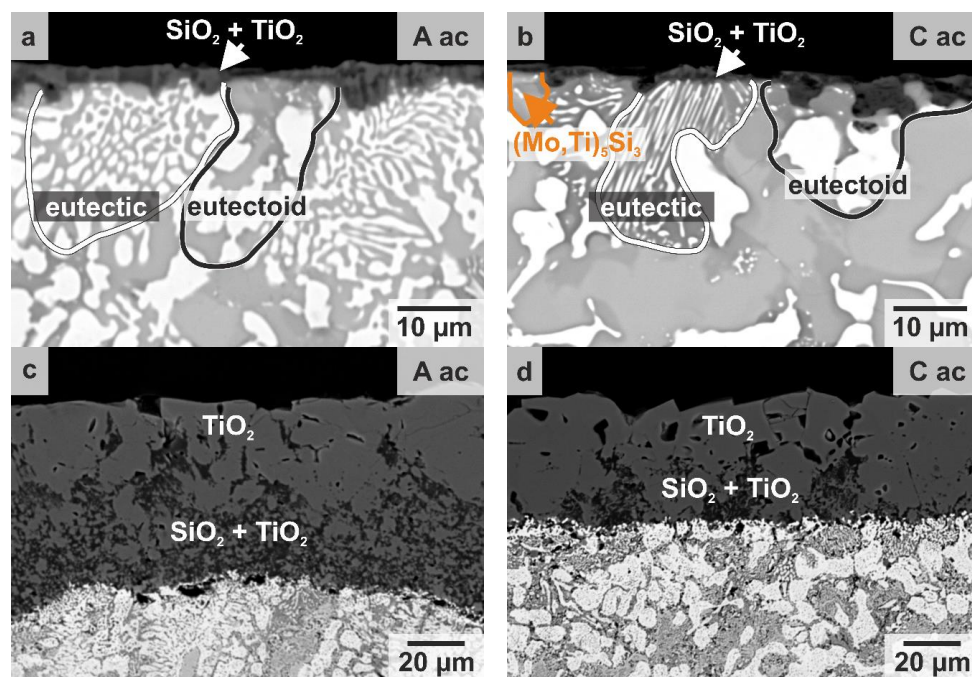 a
SiO₂ + TiO₂
A ac
eutectic
eutectoid
10 µm
b
SiO₂ + TiO₂
C ac
(Mo,Ti)₅Si₃
eutectic
eutectoid
10 µm
c
A ac
TiO₂
SiO₂ + TiO₂
20 µm
d
C ac
TiO₂
SiO₂ + TiO₂
20 µm